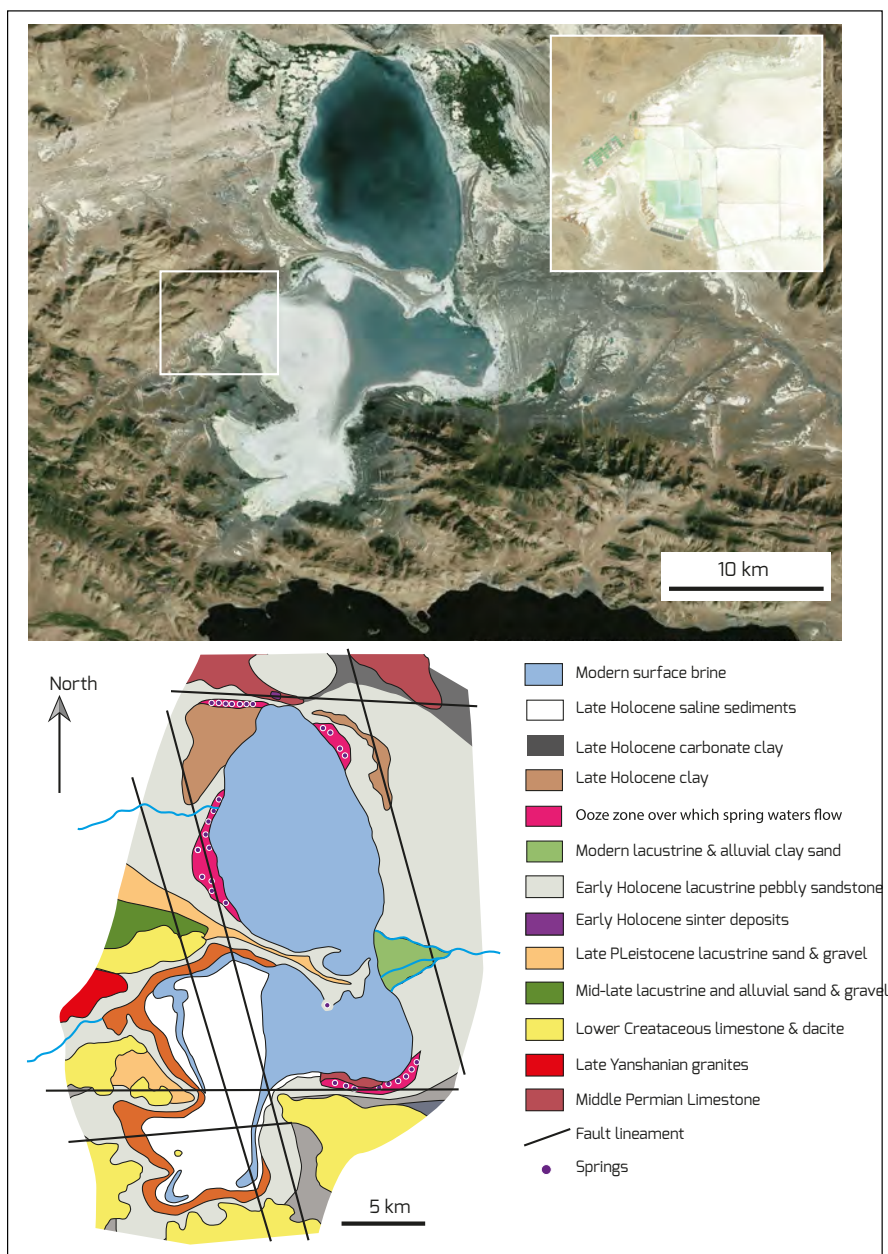 10 km
North
Modern surface brine
Late Holocene saline sediments
Late Holocene carbonate clay
Late Holocene clay
Ooze zone over which spring waters flow
Modern lacustrine & alluvial clay sand
Early Holocene lacustrine pebbly sandstone
Early Holocene sinter deposits
Late PLeistocene lacustrine sand & gravel
Mid-late lacustrine and alluvial sand & gravel
Lower Creataceous limestone & dacite
Late Yanshanian granites
Middle Permian Limestone
Fault lineament
Springs
5 km